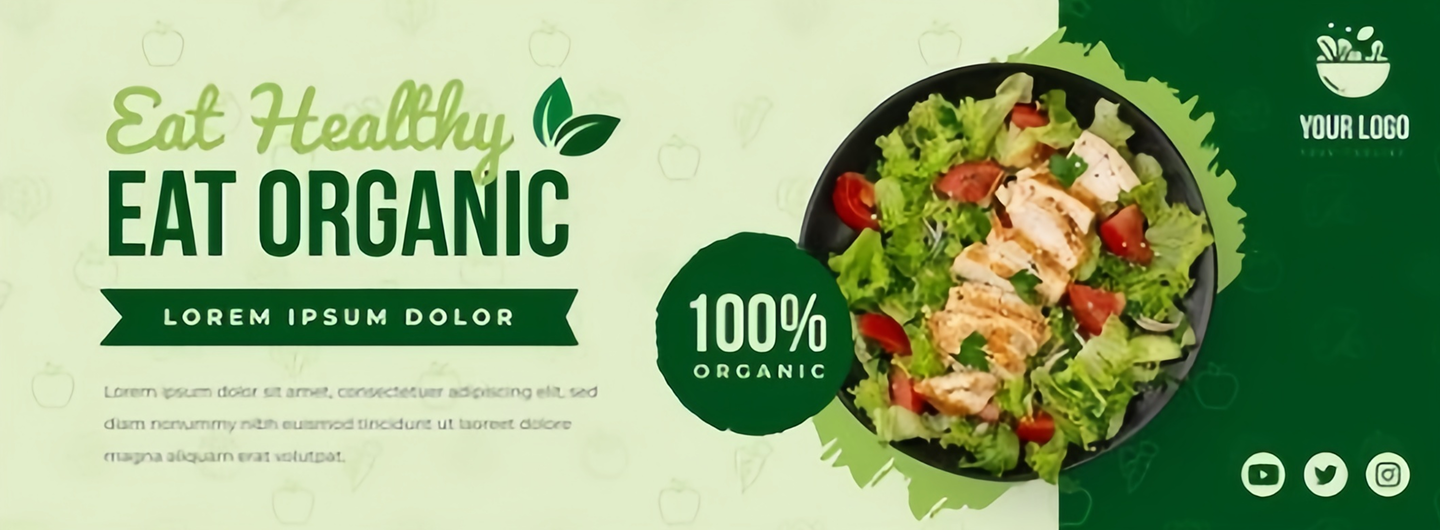 Eat Healthy
EAT ORGANIC
LOREM IPSUM DOLOR
Lorem ipsum dolor sit amet, consectetuer adipiscing elit, sed
diam nonummy nibh euismod tincidunt ut laoreet dolore
magna aliquam erat volutpat.
100%
ORGANIC
YOUR LOGO